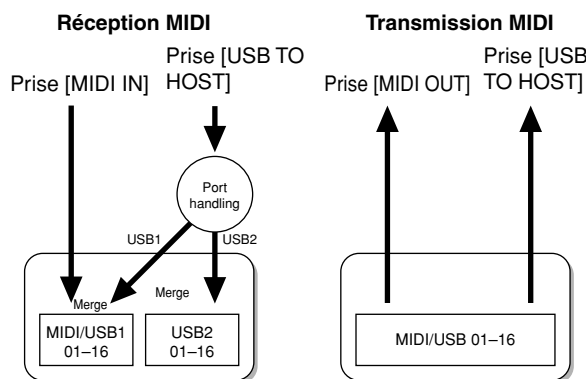 Réception MIDI
Prise [MIDI IN]
Prise [USB TO
HOST]
Port
handling
USB1
USB2
Merge
Merge
MIDI/USB1
01–16
USB2
01–16
Transmission MIDI
Prise [MIDI OUT]
Prise [USB
TO HOST]
MIDI/USB 01–16